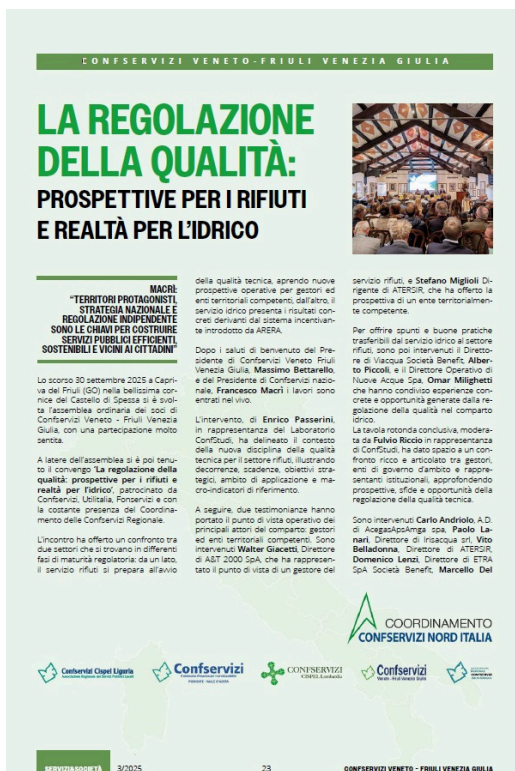 CONFSERVIZI VENETO-FRIULI VENEZIA GIULIA
LA REGOLAZIONE
DELLA QUALITÀ:
PROSPETTIVE PER I RIFIUTI
E REALTÀ PER L'IDRICO
MACRÌ:
"TERRITORI PROTAGONISTI,
STRATEGIA NAZIONALE E
REGOLAZIONE INDIPENDENTE
SONO LE CHIAVI PER COSTRUIRE
SERVIZI PUBBLICI EFFICIENTI,
SOSTENIBILI E VICINI AI CITTADINI"
Lo scorso 30 settembre 2025 a Capri-
va del Friuli (GO) nella bellissima cor-
nice del Castello di Spessa si è svol-
ta l'assemblea ordinaria dei soci di
Confservizi Veneto - Friuli Venezia
Giulia, con una partecipazione molto
sentita.
A latere dell'assemblea si è poi tenu-
to il convegno 'La regolazione della
qualità: prospettive per i rifiuti e
realtà per l'idrico', patrocinato da
Confservizi, Utilitalia, Fonservizi e con
la costante presenza del Coordina-
mento delle Confservizi Regionale.
L'incontro ha offerto un confronto tra
due settori che si trovano in differenti
fasi di maturità regolatoria: da un lato,
il servizio rifiuti si prepara all'avvio
della qualità tecnica, aprendo nuove
prospettive operative per gestori ed
enti territoriali competenti, dall'altro, il
servizio idrico presenta i risultati con-
creti derivanti dal sistema incentivan-
te introdotto da ARERA.
Dopo i saluti di benvenuto del Pre-
sidente di Confservizi Veneto Friuli
Venezia Giulia, Massimo Bettarello,
e del Presidente di Confservizi nazio-
nale, Francesco Macrì i lavori sono
entrati nel vivo.
L'intervento, di Enrico Passerini,
in rappresentanza del Laboratorio
ConfStudi, ha delineato il contesto
della nuova disciplina della qualità
tecnica per il settore rifiuti, illustrando
decorrenze, scadenze, obiettivi stra-
tegici, ambito di applicazione e ma-
cro-indicatori di riferimento.
A seguire, due testimonianze hanno
portato il punto di vista operativo dei
principali attori del comparto: gestori
ed enti territoriali competenti. Sono
intervenuti Walter Giacetti, Direttore
di A&T 2000 SpA, che ha rappresen-
tato il punto di vista di un gestore del
servizio rifiuti, e Stefano Miglioli Di-
rigente di ATERSIR, che ha offerto la
prospettiva di un ente territorialmen-
te competente.
Per offrire spunti e buone pratiche
trasferibili dal servizio idrico al settore
rifiuti, sono poi intervenuti il Diretto-
re di Viacqua Società Benefit, Alber-
to Piccoli, e il Direttore Operativo di
Nuove Acque Spa, Omar Milighetti
che hanno condiviso esperienze con-
crete e opportunità generate dalla re-
golazione della qualità nel comparto
idrico.
La tavola rotonda conclusiva, modera-
ta da Fulvio Riccio in rappresentanza
di ConfStudi, ha dato spazio a un con-
fronto ricco e articolato tra gestori,
enti di governo d'ambito e rappre-
sentanti istituzionali, approfondendo
prospettive, sfide e opportunità della
regolazione della qualità tecnica.
Sono intervenuti Carlo Andriolo, A.D.
di AcegasApsAmga spa, Paolo La-
nari, Direttore di Irisacqua srl, Vito
Belladonna, Direttore di ATERSIR,
Domenico Lenzi, Direttore di ETRA
SpA Società Benefit, Marcello Del
COORDINAMENTO
CONFSERVIZI NORD ITALIA
Confservizi Cispel Liguria
Confservizi
CONFSERVIZI
CISPEL Lombardia
Confservizi
Veneto - Friuli Venezia Giulia
SERVIZI&SOCIETÀ 3/2025 23 CONFSERVIZI VENETO - FRIULI VENEZIA GIULIA